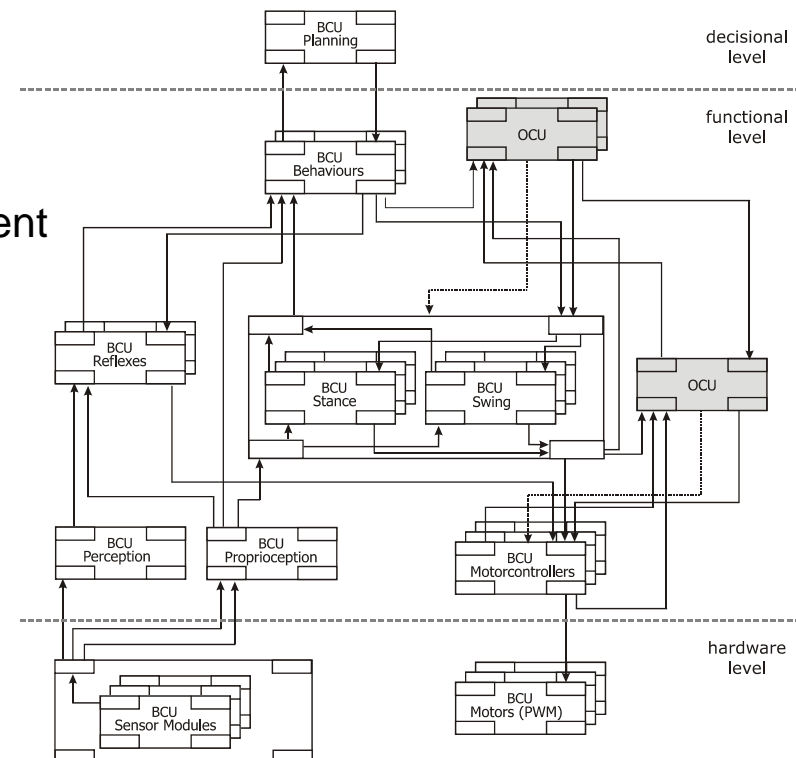 BCU
Planning
decisional
level
functional
level
OCU
BCU
Behaviours
ent
BCU
Reflexes
BCU
Stance
BCU
Swing
OCU
BCU
Perception
BCU
Proprioception
BCU
Motorcontrollers
hardware
level
BCU
Sensor Modules
BCU
Motors (PWM)